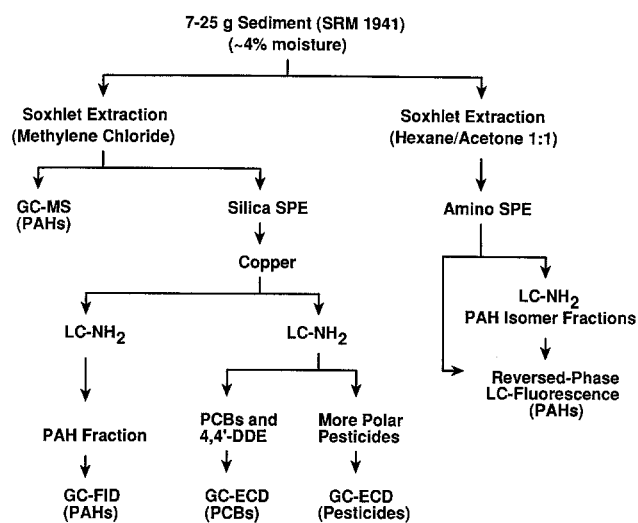 7-25 g Sediment (SRM 1941)
(~4% moisture)
Soxhlet Extraction
(Methylene Chloride)
Soxhlet Extraction
(Hexane/Acetone 1:1)
GC-MS
(PAHs)
Silica SPE
Amino SPE
Copper
LC-NH2
PAH Isomer Fractions
LC-NH2
LC-NH2
Reversed-Phase
LC-Fluorescence
(PAHs)
PAH Fraction
PCBs and
4,4'-DDE
More Polar
Pesticides
GC-FID
(PAHs)
GC-ECD
(PCBs)
GC-ECD
(Pesticides)